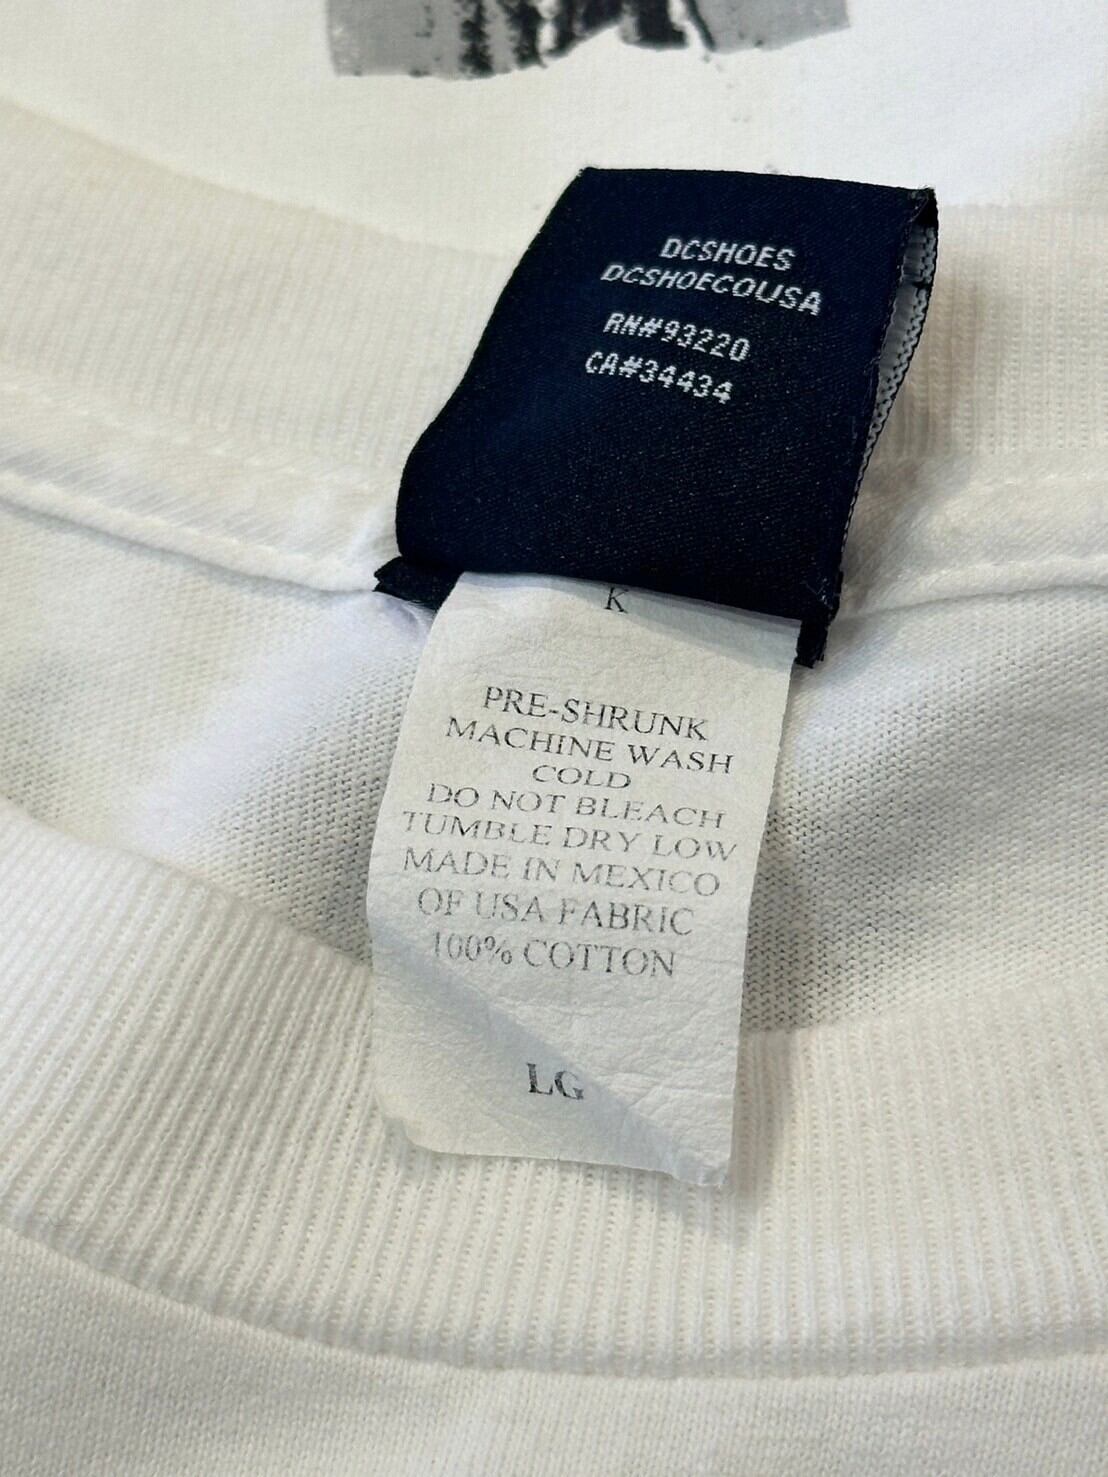 DCSHOES
DCSHOECOUSA
RN#93220
CA#34434
K
PRE-SHRUNK
MACHINE WASH
COLD
DO NOT BLEACH
TUMBLE DRY LOW
MADE IN MEXICO
OF USA FABRIC
100% COTTON
LG